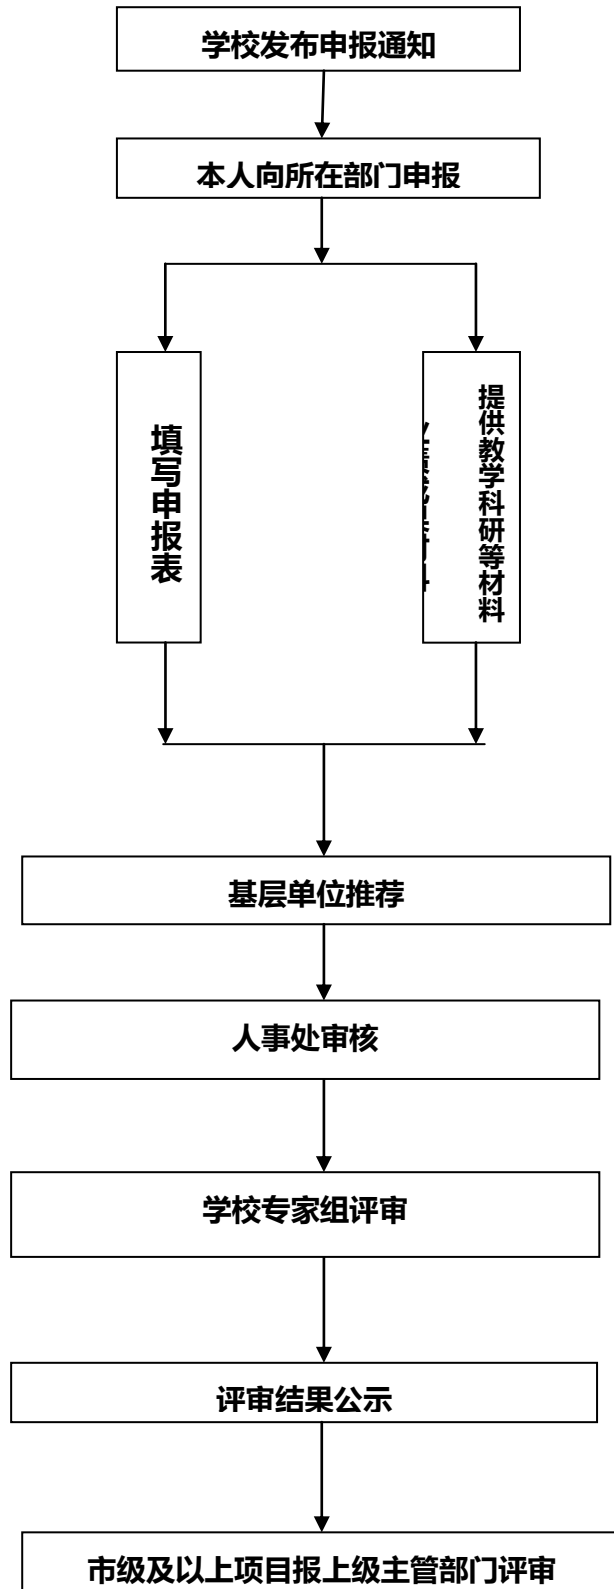 学校发布申报通知
本人向所在部门申报
填写申报表
提供教学科研等材料
基层单位推荐
人事处审核
学校专家组评审
评审结果公示
市级及以上项目报上级主管部门评审